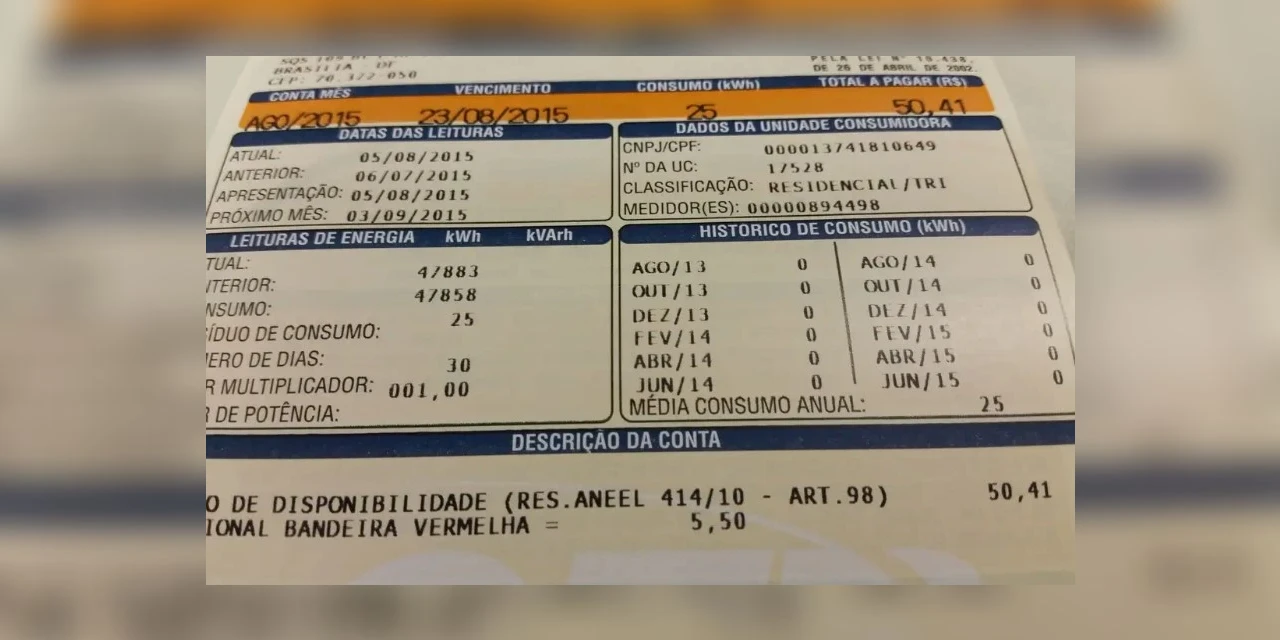 BRASÍLIA - DF
CEP: 70.372-050
PELA LEI Nº 10.438,
DE 26 DE ABRIL DE 2002.
CONTA MÊS VENCIMENTO CONSUMO (kWh) TOTAL A PAGAR (R$)
AGO/2015 23/08/2015 25 50,41
DATAS DAS LEITURAS
ATUAL: 05/08/2015
ANTERIOR: 06/07/2015
APRESENTAÇÃO: 05/08/2015
PRÓXIMO MÊS: 03/09/2015
DADOS DA UNIDADE CONSUMIDORA
CNPJ/CPF: 000013741810649
Nº DA UC: 17528
CLASSIFICAÇÃO: RESIDENCIAL/TRI
MEDIDOR(ES): 00000894498
LEITURAS DE ENERGIA kWh kVArh
TUAL: 47883
NTERIOR: 47858
NSUMO: 25
ÍDUO DE CONSUMO:
MERO DE DIAS: 30
R MULTIPLICADOR: 001,00
R DE POTÊNCIA:
HISTORICO DE CONSUMO (kWh)
AGO/13 0 AGO/14 0
OUT/13 0 OUT/14 0
DEZ/13 0 DEZ/14 0
FEV/14 0 FEV/15 0
ABR/14 0 ABR/15 0
JUN/14 0 JUN/15 0
MÉDIA CONSUMO ANUAL: 25
DESCRIÇÃO DA CONTA
O DE DISPONIBILIDADE (RES.ANEEL 414/10 - ART.98) 50,41
IONAL BANDEIRA VERMELHA = 5,50